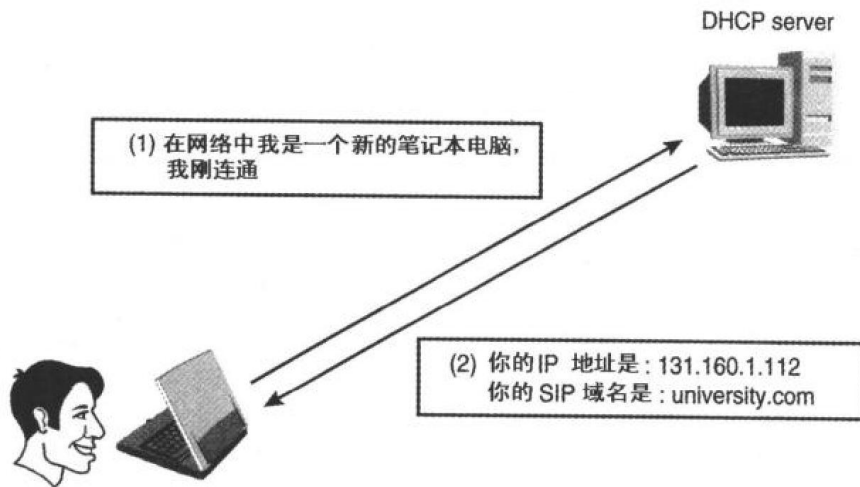 DHCP server
(1) 在网络中我是一个新的笔记本电脑，
我刚连通
(2) 你的IP 地址是：131.160.1.112
你的 SIP 域名是：university.com